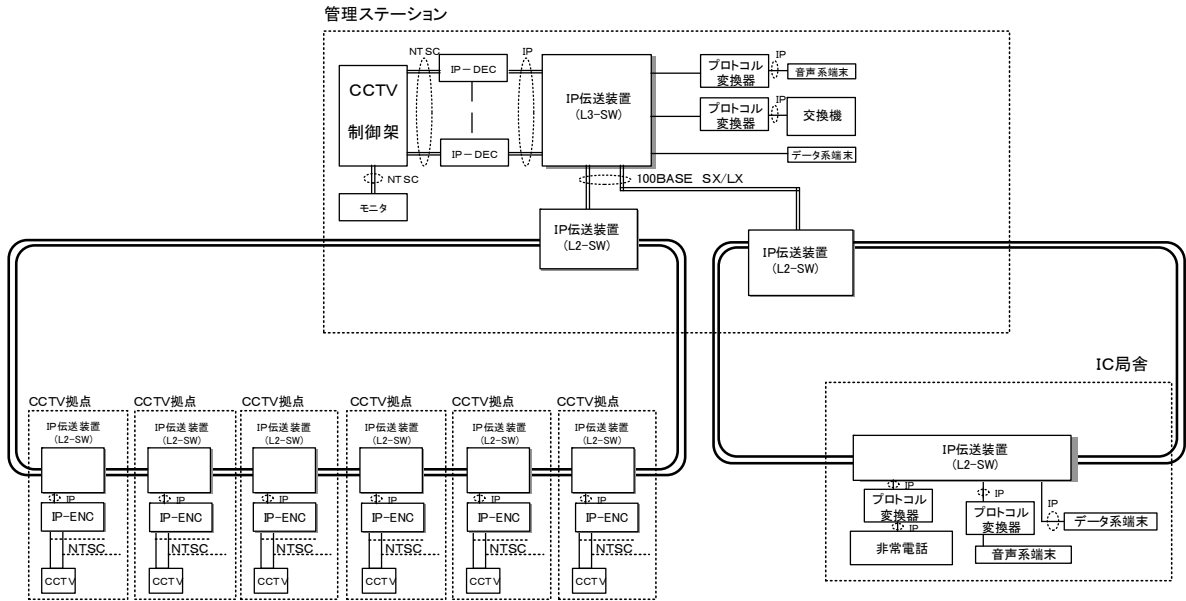 管理ステーション
NTSC
IP
IP-DEC
CCTV
制御架
IP-DEC
NTSC
モニタ
IP伝送装置
(L3-SW)
プロトコル
変換器
IP
音声系端末
プロトコル
変換器
IP
交換機
データ系端末
100BASE SX/LX
IP伝送装置
(L2-SW)
IP伝送装置
(L2-SW)
IC局舎
CCTV拠点
CCTV拠点
CCTV拠点
CCTV拠点
CCTV拠点
CCTV拠点
IP伝送装置
(L2-SW)
IP伝送装置
(L2-SW)
IP伝送装置
(L2-SW)
IP伝送装置
(L2-SW)
IP伝送装置
(L2-SW)
IP伝送装置
(L2-SW)
IP
IP
IP
IP
IP
IP
IP-ENC
IP-ENC
IP-ENC
IP-ENC
IP-ENC
IP-ENC
NTSC
NTSC
NTSC
NTSC
NTSC
NTSC
CCTV
CCTV
CCTV
CCTV
CCTV
CCTV
IP伝送装置
(L2-SW)
IP
プロトコル
変換器
IP
非常電話
IP
プロトコル
変換器
音声系端末
IP
データ系端末